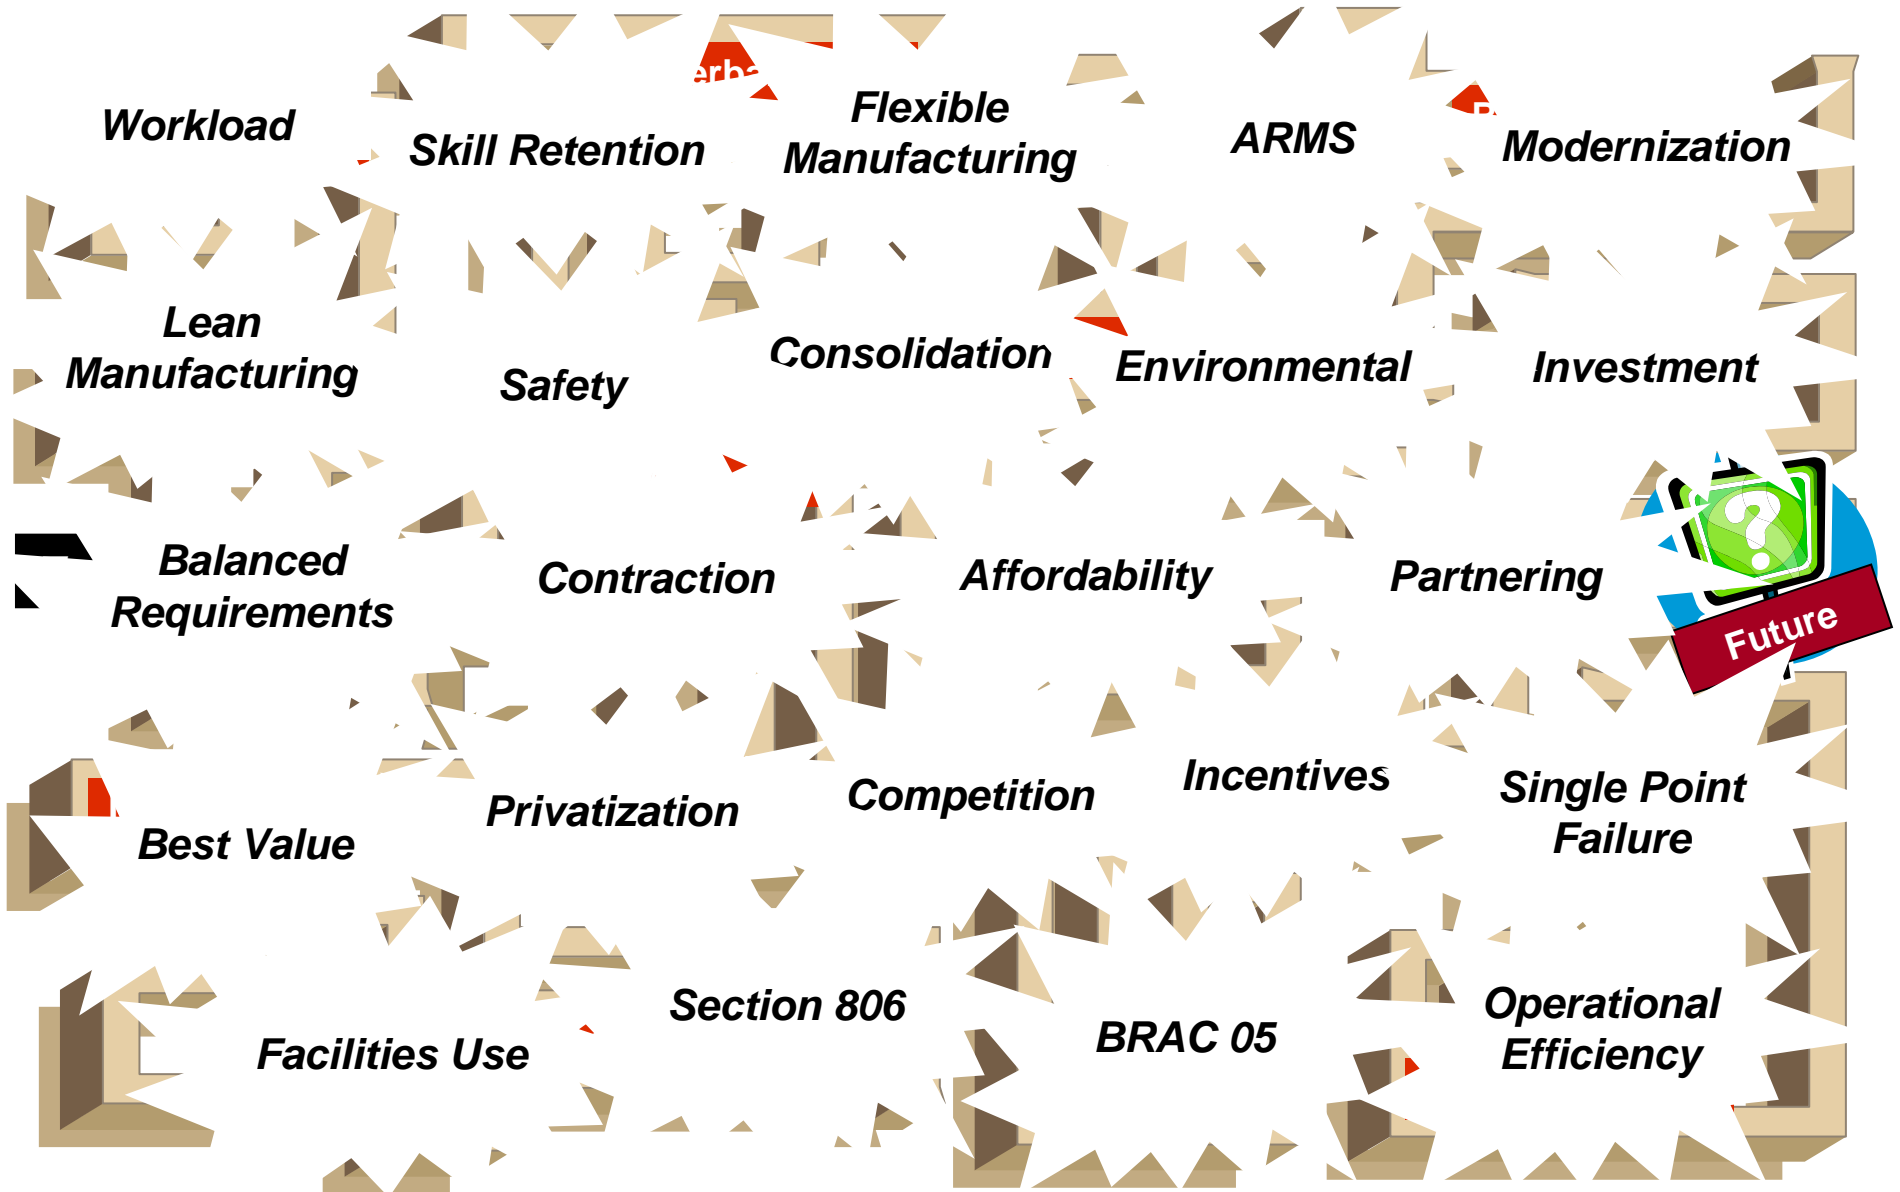 Workload
Skill Retention
Flexible
Manufacturing
ARMS
Modernization
Lean
Manufacturing
Safety
Consolidation
Environmental
Investment
Balanced
Requirements
Contraction
Affordability
Partnering
?
Future
Best Value
Privatization
Competition
Incentives
Single Point
Failure
Facilities Use
Section 806
BRAC 05
Operational
Efficiency